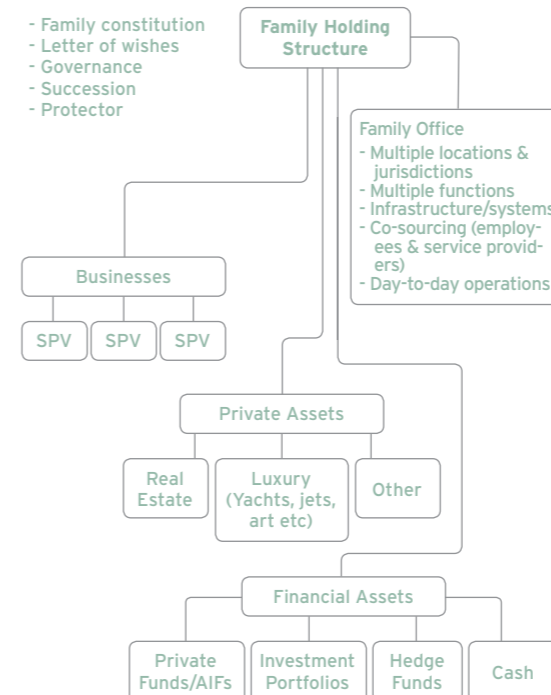 - Family constitution
- Letter of wishes
- Governance
- Succession
- Protector
Family Holding
Structure
Family Office
- Multiple locations &
jurisdictions
- Multiple functions
- Infrastructure/systems
- Co-sourcing (employ-
ees & service provid-
ers)
- Day-to-day operations
Businesses
SPV
SPV
SPV
Private Assets
Real
Estate
Luxury
(Yachts, jets,
art etc)
Other
Financial Assets
Private
Funds/AIFs
Investment
Portfolios
Hedge
Funds
Cash